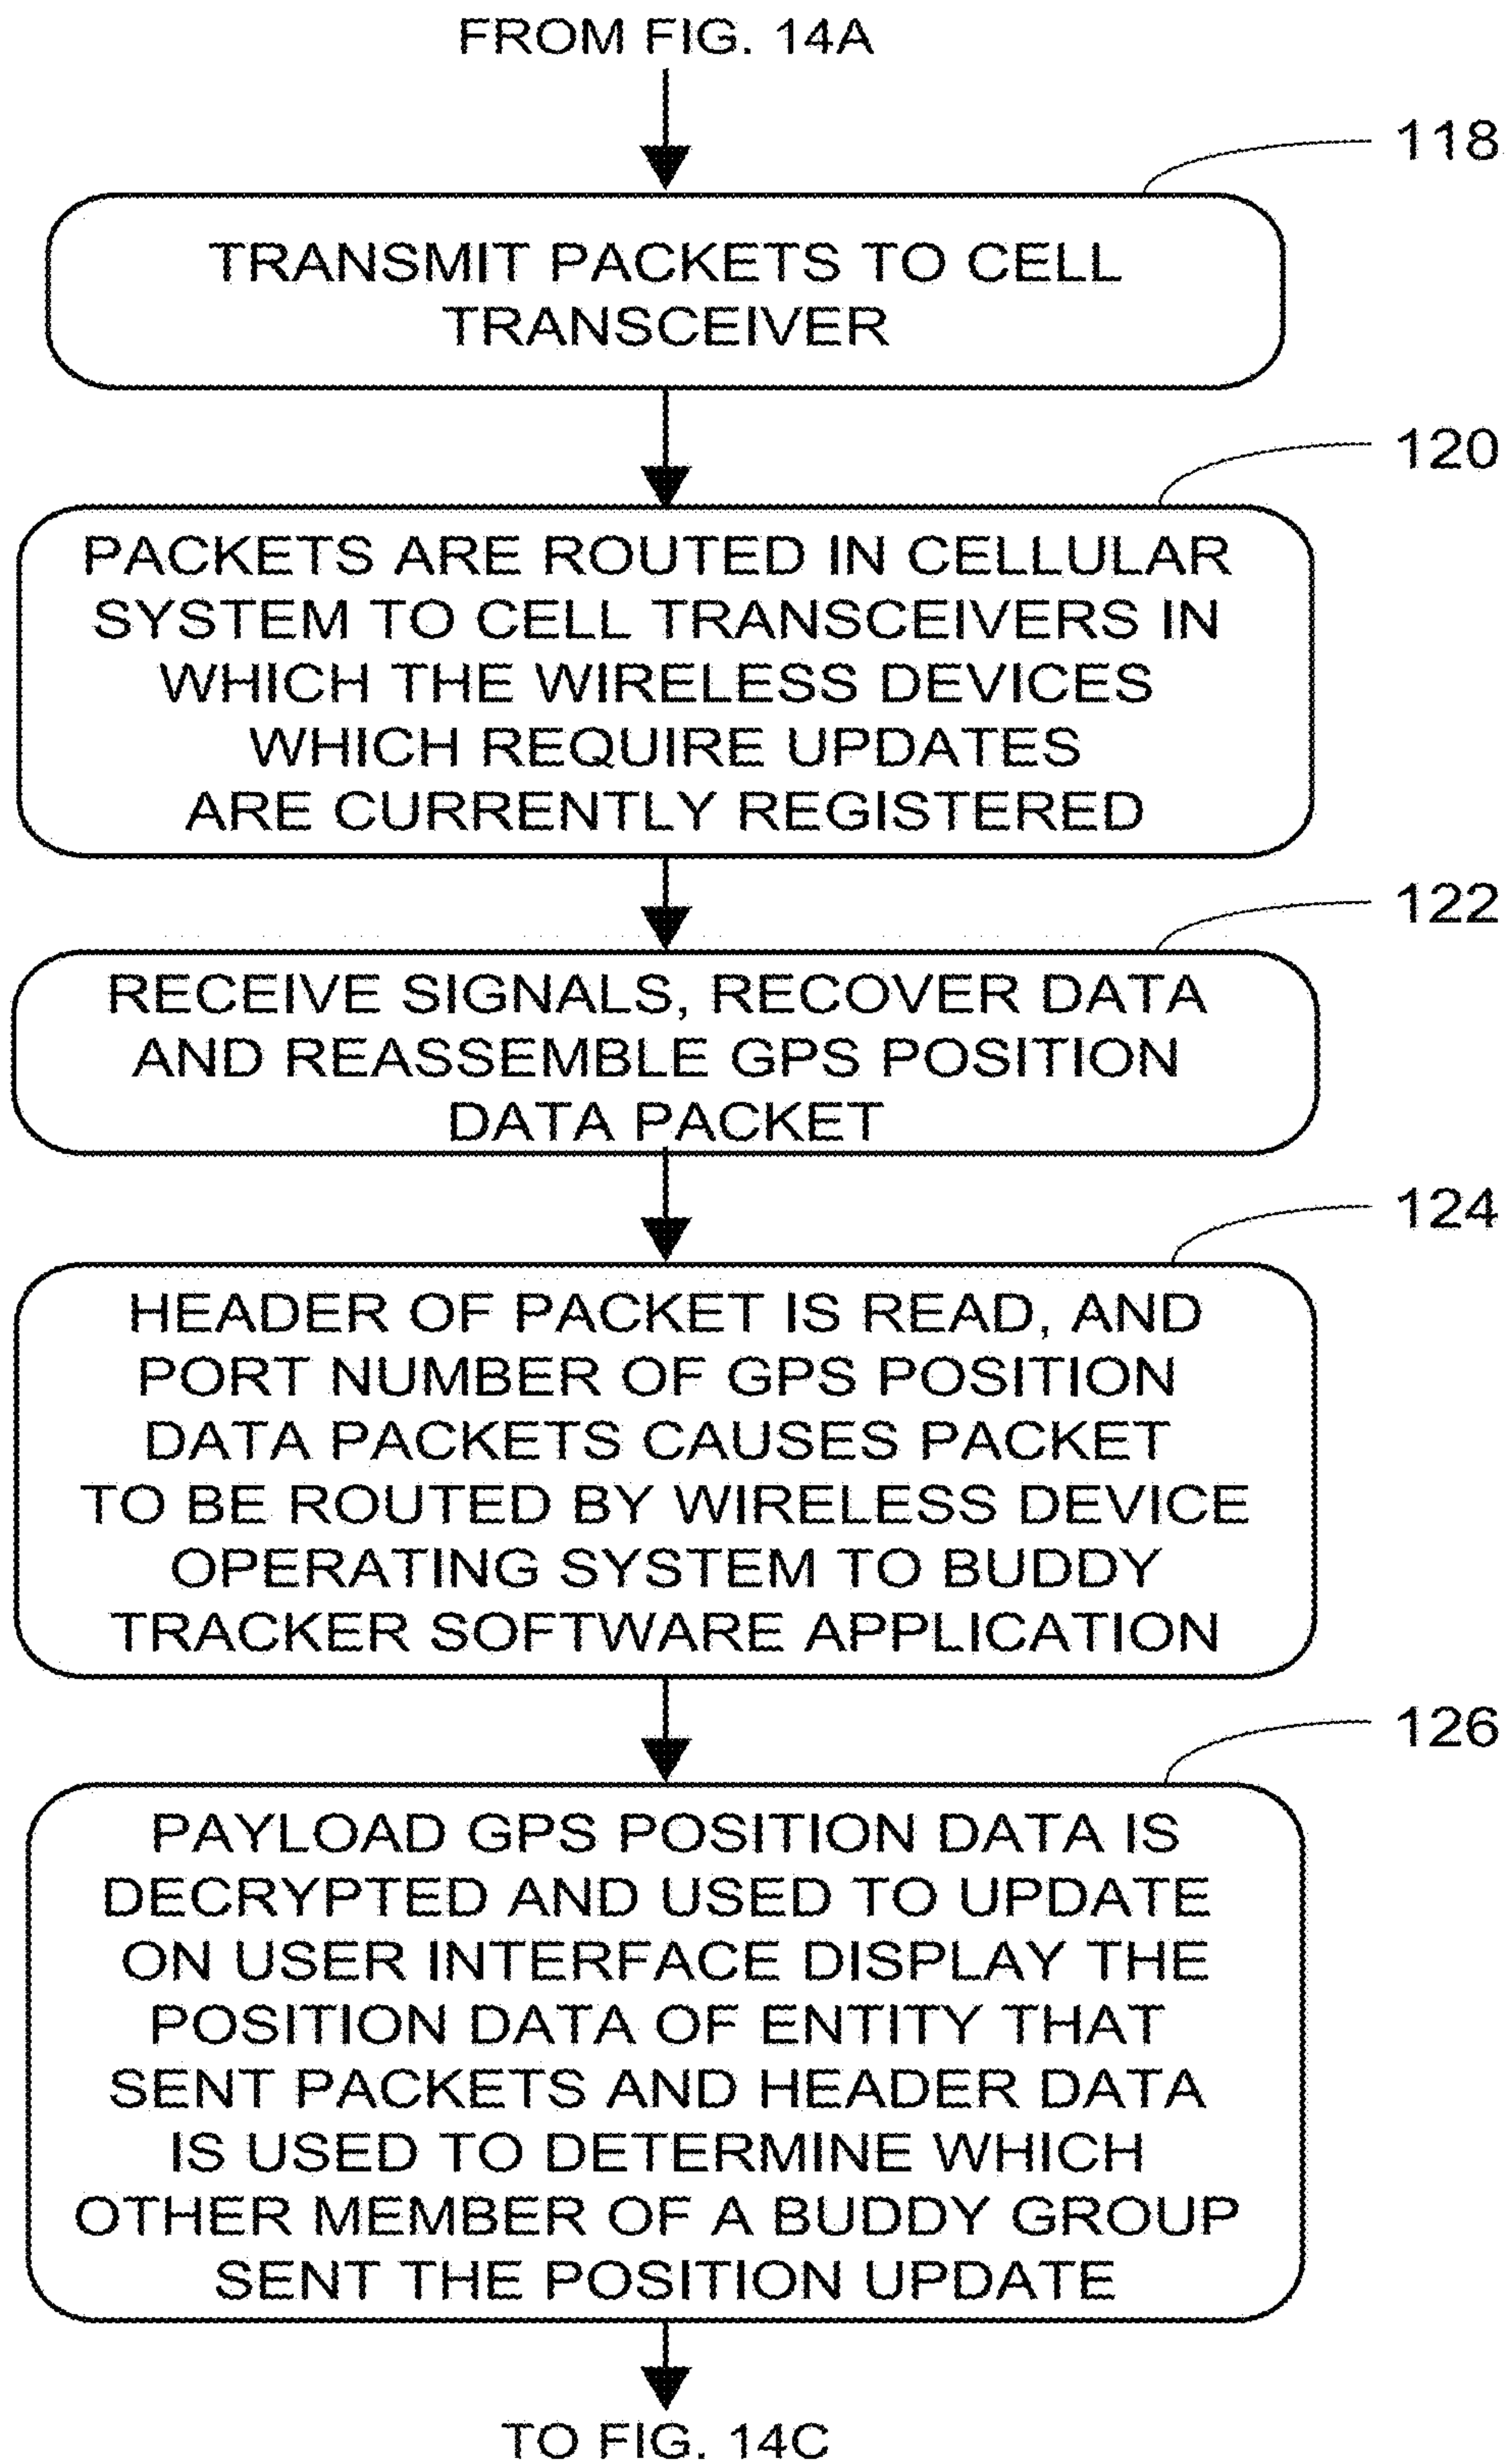 FROM FIG. 14A
118
TRANSMIT PACKETS TO CELL
TRANSCEIVER
120
PACKETS ARE ROUTED IN CELLULAR
SYSTEM TO CELL TRANSCEIVERS IN
WHICH THE WIRELESS DEVICES
WHICH REQUIRE UPDATES
ARE CURRENTLY REGISTERED
122
RECEIVE SIGNALS, RECOVER DATA
AND REASSEMBLE GPS POSITION
DATA PACKET
124
HEADER OF PACKET IS READ, AND
PORT NUMBER OF GPS POSITION
DATA PACKETS CAUSES PACKET
TO BE ROUTED BY WIRELESS DEVICE
OPERATING SYSTEM TO BUDDY
TRACKER SOFTWARE APPLICATION
126
PAYLOAD GPS POSITION DATA IS
DECRYPTED AND USED TO UPDATE
ON USER INTERFACE DISPLAY THE
POSITION DATA OF ENTITY THAT
SENT PACKETS AND HEADER DATA
IS USED TO DETERMINE WHICH
OTHER MEMBER OF A BUDDY GROUP
SENT THE POSITION UPDATE
TO FIG. 14C